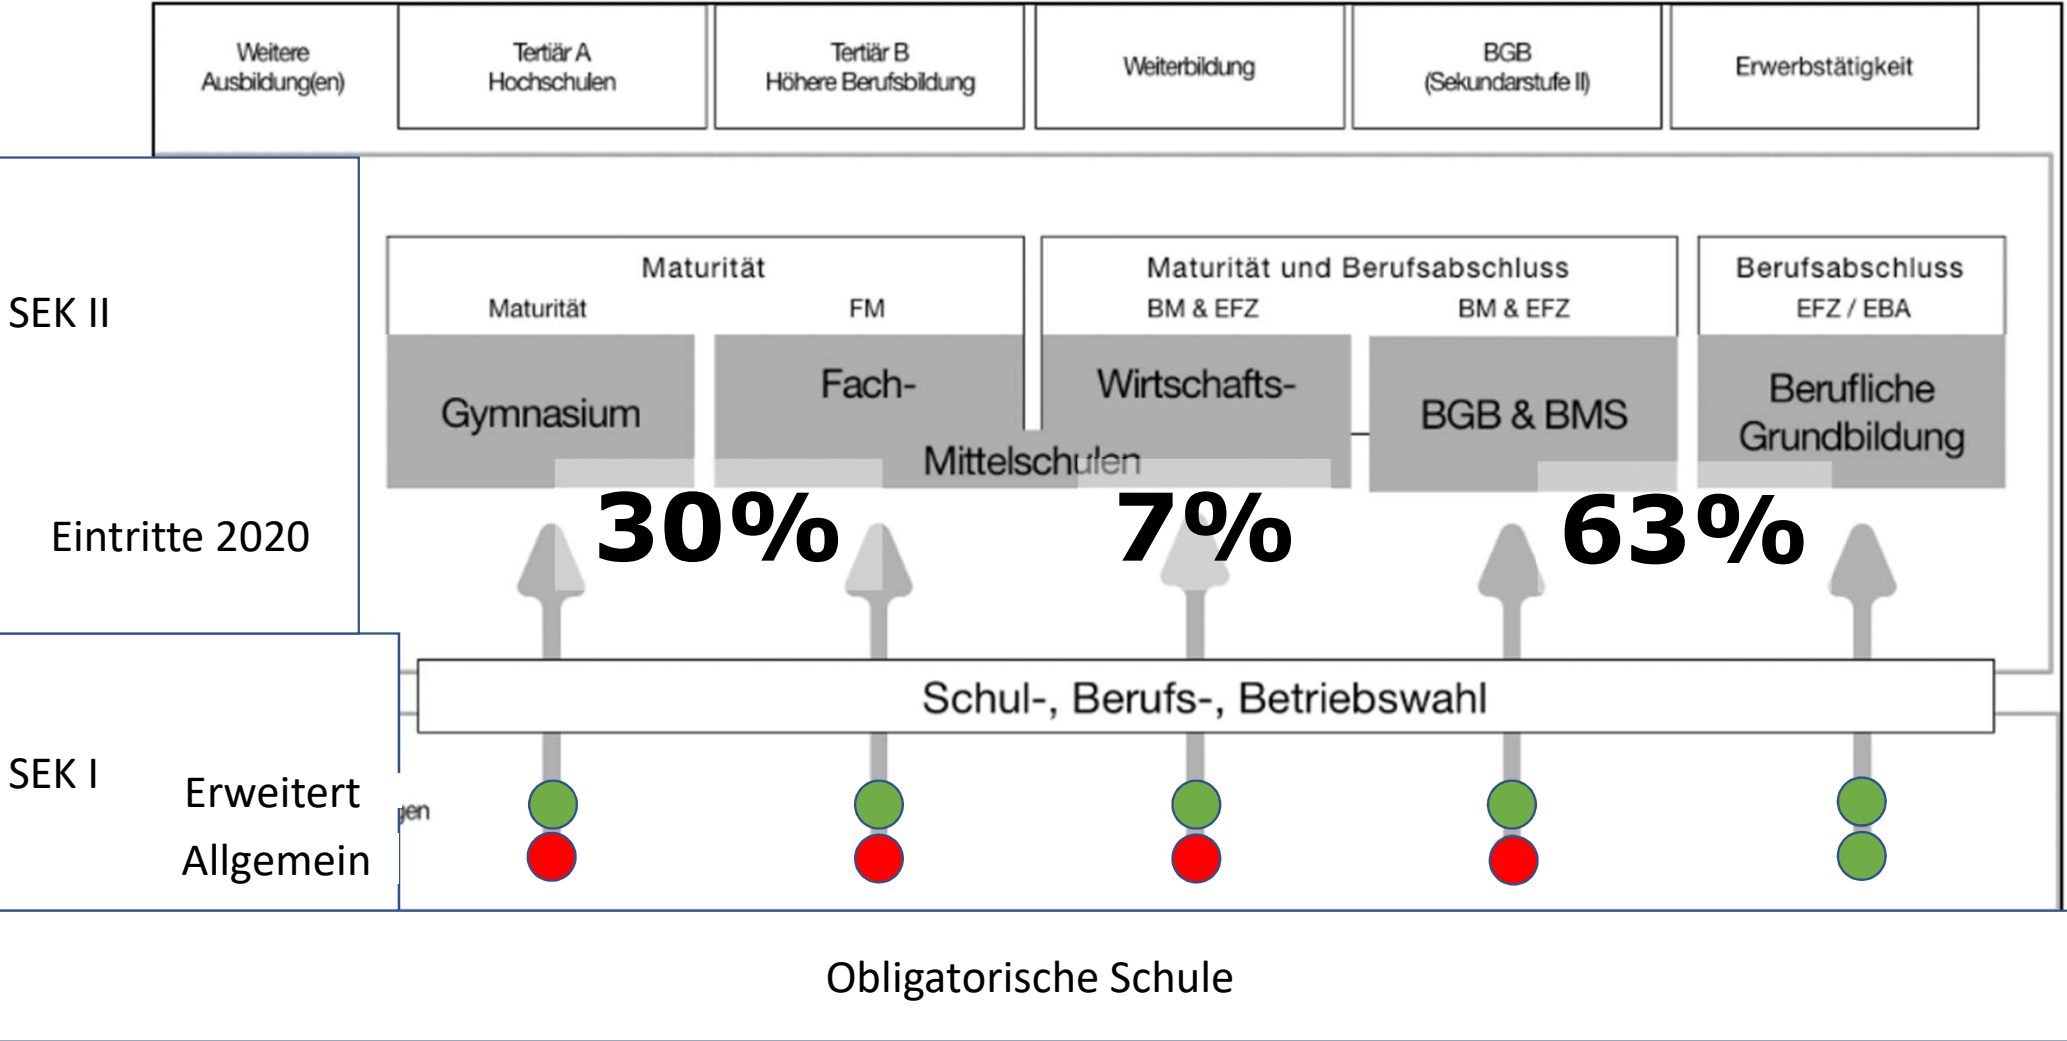 Weitere
Ausbildung(en)
Tertiär A
Hochschulen
Tertiär B
Höhere Berufsbildung
Weiterbildung
BGB
(Sekundarstufe II)
Erwerbstätigkeit
SEK II
Maturität
Maturität
FM
Maturität und Berufsabschluss
BM & EFZ
BM & EFZ
Berufsabschluss
EFZ / EBA
Gymnasium
Fach-
Wirtschafts-
Mittelschulen
BGB & BMS
Berufliche
Grundbildung
Eintritte 2020
30%
7%
63%
Schul-, Berufs-, Betriebswahl
SEK I
Erweitert
Allgemein
Obligatorische Schule